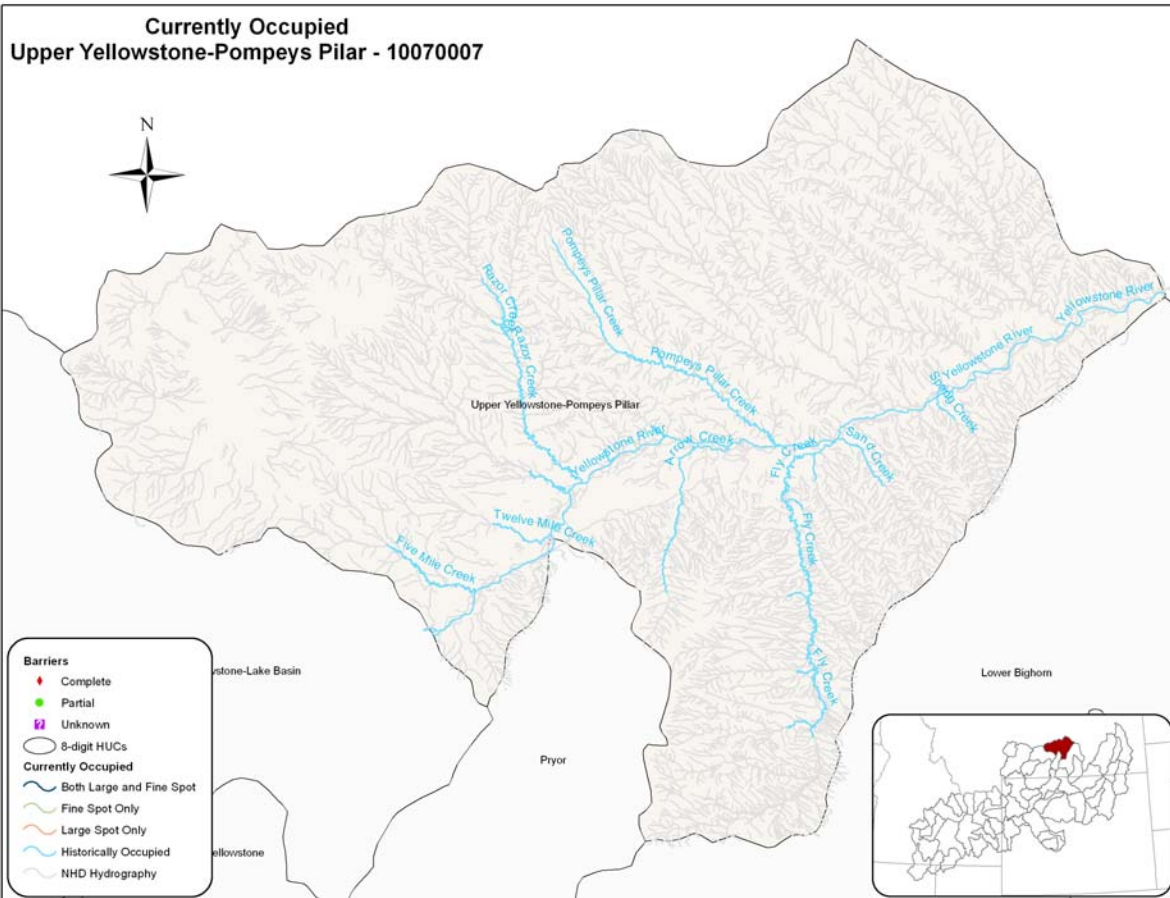 Currently Occupied
Upper Yellowstone-Pompeys Pilar - 10070007
N
Pompeys Pillar Creek
Razor Creek
Razor Creek
Yellowstone River
Yellowstone River
Pompeys Pillar Creek
Upper Yellowstone-Pompeys Pillar
Creek
Yellowstone River
Arrow Creek
Fly Creek
Sand Creek
Twelve Mile Creek
Five Mile Creek
Fly Creek
Fly Creek
Barriers
Complete
Partial
? Unknown
8-digit HUCs
Currently Occupied
Both Large and Fine Spot
Fine Spot Only
Large Spot Only
Historically Occupied
NHD Hydrography
wstone-Lake Basin
Lower Bighorn
Pryor
ellowstone